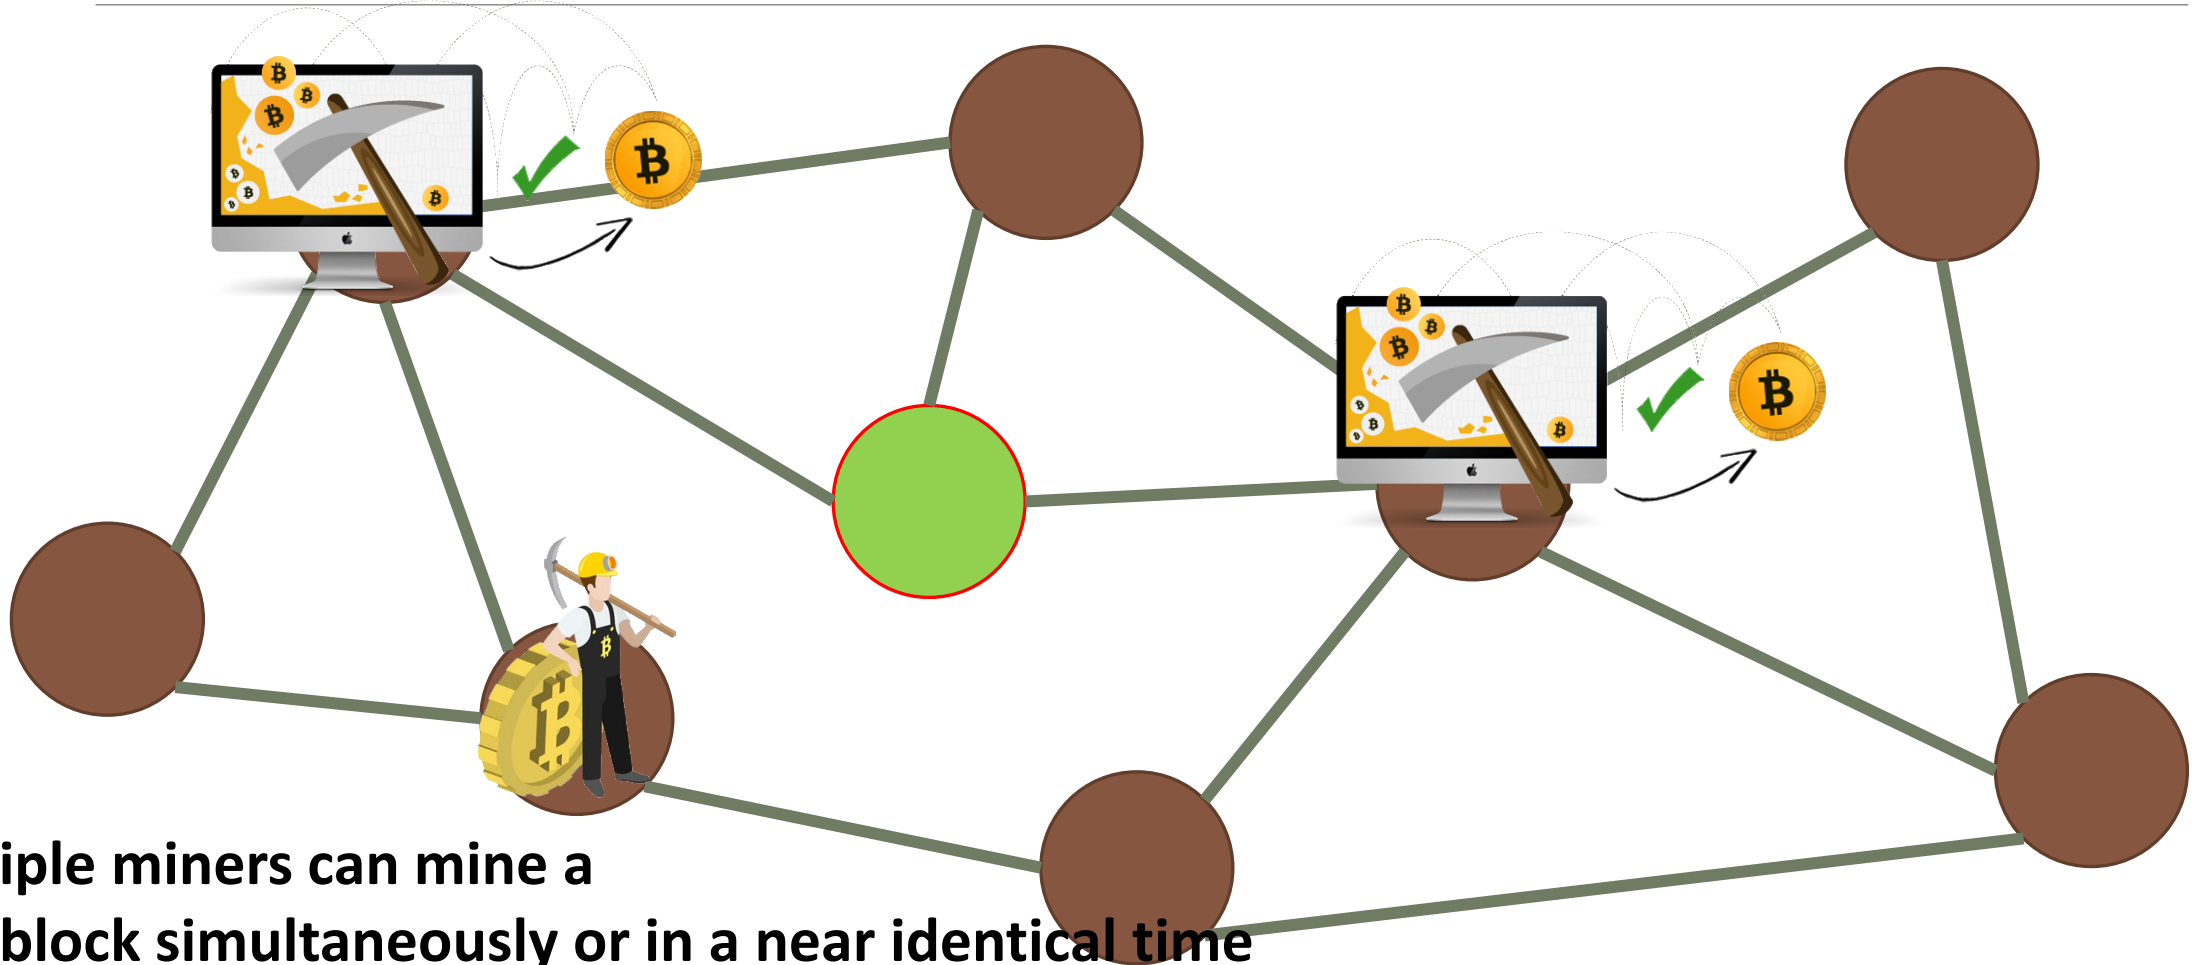 iple miners can mine a
block simultaneously or in a near identical time